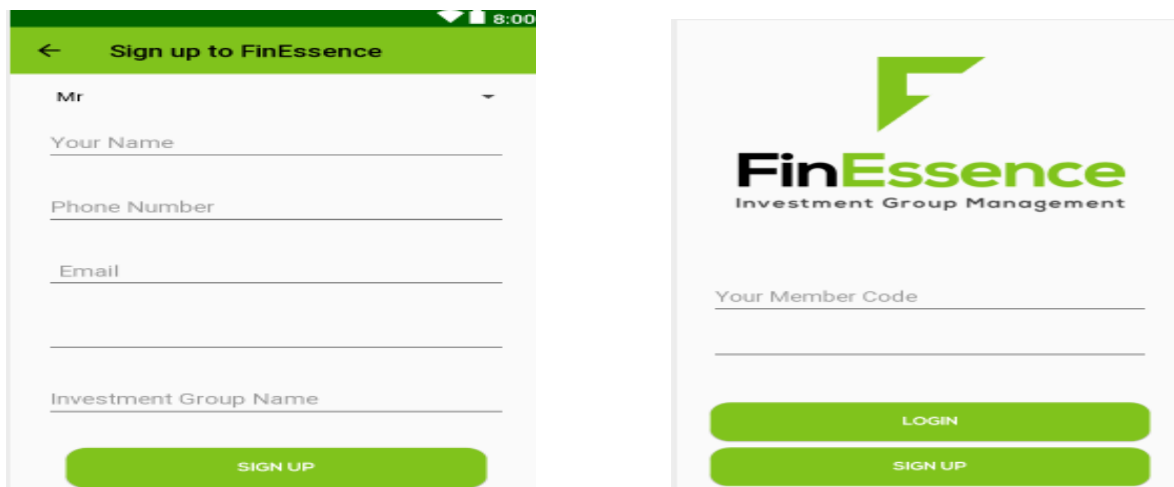 8:00
Sign up to FinEssence
Mr
Your Name
Phone Number
Email
Investment Group Name
SIGN UP
FinEssence
Investment Group Management
Your Member Code
LOGIN
SIGN UP